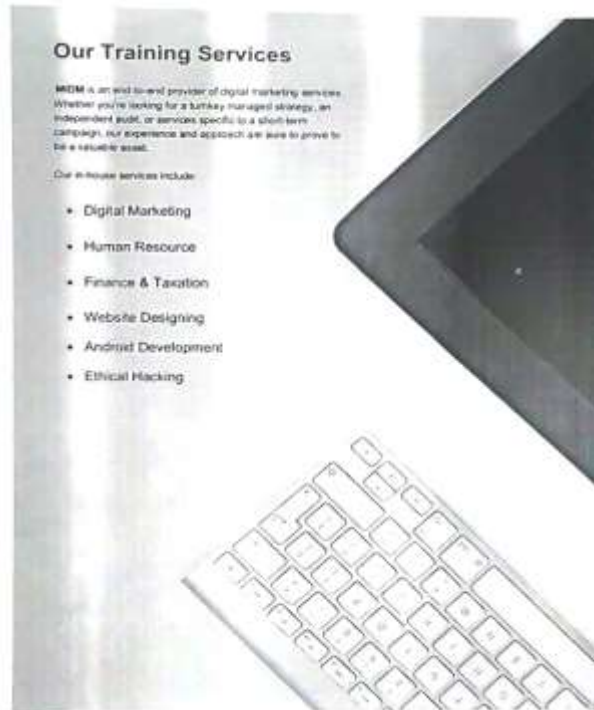 Our Training Services
MIDM is an end-to-end provider of digital marketing services.
Whether you're looking for a turnkey managed strategy, an
independent audit, or services specific to a short-term
campaign, our experience and approach are sure to prove to
be a valuable asset.
Our in-house services include:
• Digital Marketing
• Human Resource
• Finance & Taxation
• Website Designing
• Android Development
• Ethical Hacking